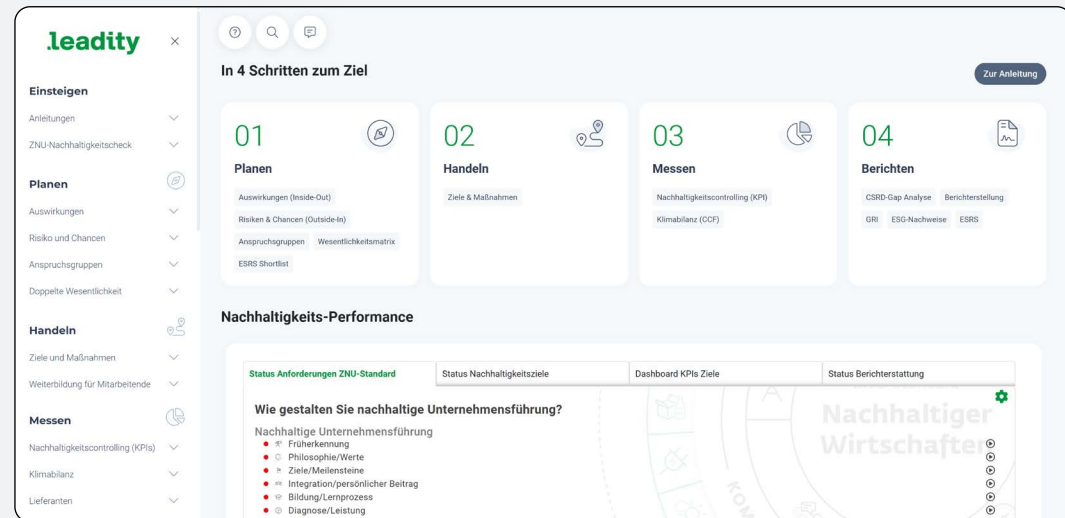 .leadity
Einsteigen
Anleitungen
ZNU-Nachhaltigkeitscheck
Planen
Auswirkungen
Risiko und Chancen
Anspruchsgruppen
Doppelte Wesentlichkeit
Handeln
Ziele und Maßnahmen
Weiterbildung für Mitarbeitende
Messen
Nachhaltigkeitscontrolling (KPIs)
Klimabilanz
Lieferanten
In 4 Schritten zum Ziel
Zur Anleitung
01
Planen
Auswirkungen (Inside-Out)
Risiken & Chancen (Outside-In)
Anspruchsgruppen Wesentlichkeitsmatrix
ESRS Shortlist
02
Handeln
Ziele & Maßnahmen
03
Messen
Nachhaltigkeitscontrolling (KPI)
Klimabilanz (CCF)
04
Berichten
CSRD-Gap Analyse Berichterstellung
GRI ESG-Nachweise ESRS
Nachhaltigkeits-Performance
Status Anforderungen ZNU-Standard Status Nachhaltigkeitsziele Dashboard KPIs Ziele Status Berichterstattung
Wie gestalten Sie nachhaltige Unternehmensführung?
Nachhaltige Unternehmensführung
Früherkennung
Philosophie/Werte
Ziele/Meilensteine
Integration/persönlicher Beitrag
Bildung/Lernprozess
Diagnose/Leistung
Nachhaltiger
Wirtschaften
KOM